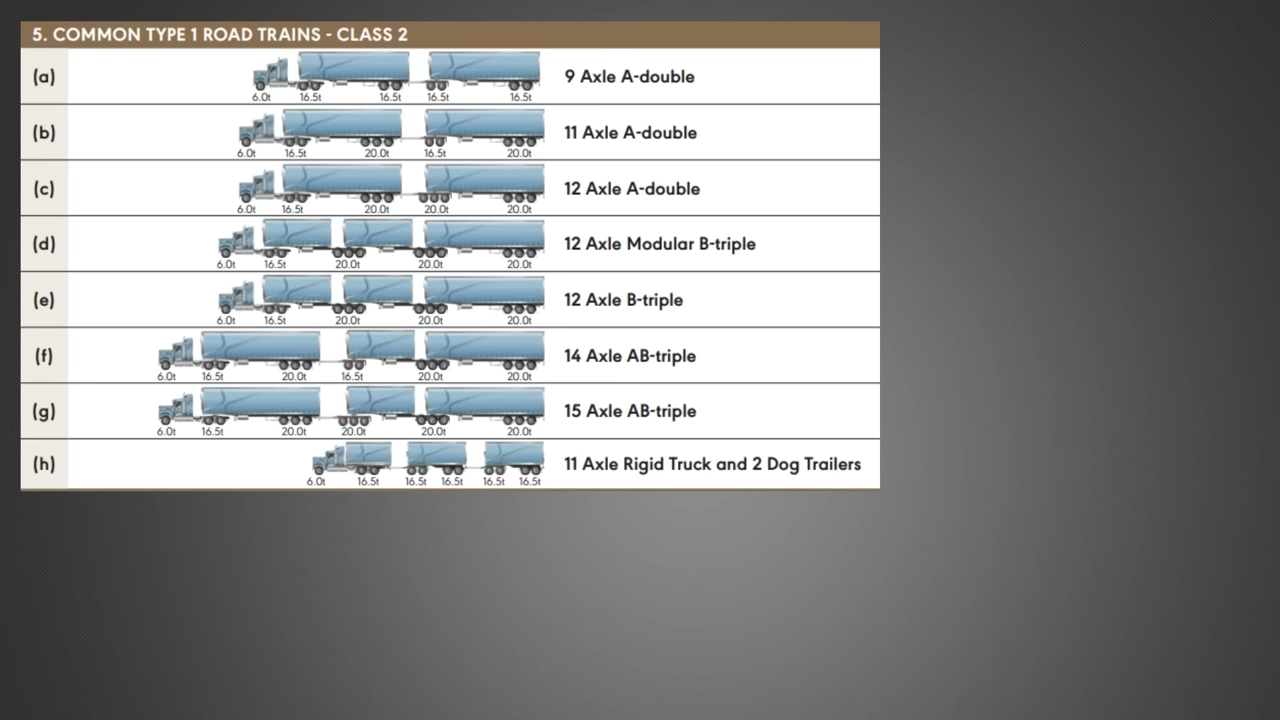 5. COMMON TYPE 1 ROAD TRAINS - CLASS 2
(a) 9 Axle A-double
6.0t 16.5t 16.5t 16.5t 16.5t
(b) 11 Axle A-double
6.0t 16.5t 20.0t 16.5t 20.0t
(c) 12 Axle A-double
6.0t 16.5t 20.0t 20.0t 20.0t
(d) 12 Axle Modular B-triple
6.0t 16.5t 20.0t 20.0t 20.0t
(e) 12 Axle B-triple
6.0t 16.5t 20.0t 20.0t 20.0t
(f) 14 Axle AB-triple
6.0t 16.5t 20.0t 16.5t 20.0t 20.0t
(g) 15 Axle AB-triple
6.0t 16.5t 20.0t 20.0t 20.0t 20.0t
(h) 11 Axle Rigid Truck and 2 Dog Trailers
6.0t 16.5t 16.5t 16.5t 16.5t 16.5t